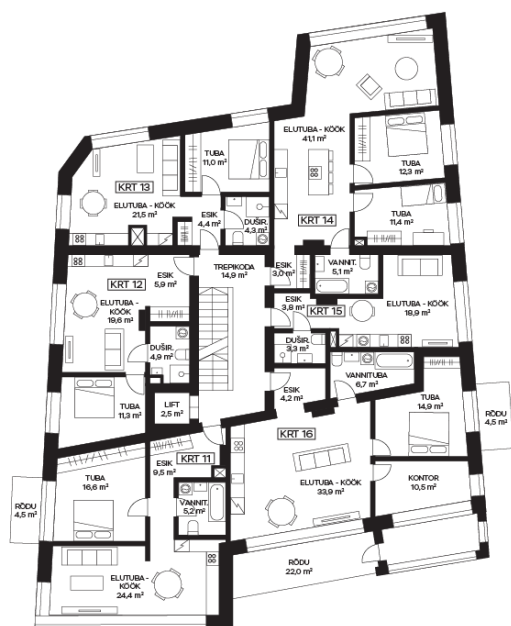 ELUTUBA - KÖÖK
41,1 m²
KRT 14
TUBA
12,3 m²
TUBA
11,4 m²
TUBA
11,0 m²
KRT 13
ELUTUBA - KÖÖK
21,5 m²
ESIK
4,4 m²
DUŠIR.
4,3 m²
ESIK
3,0 m²
VANNIT.
5,1 m²
TREPIKODA
14,9 m²
KRT 12
ESIK
5,9 m²
ELUTUBA -
KÖÖK
19,6 m²
DUŠIR.
4,9 m²
TUBA
11,3 m²
LIFT
2,5 m²
ESIK
3,8 m²
KRT 15
ELUTUBA - KÖÖK
18,9 m²
DUŠIR.
3,3 m²
ESIK
4,2 m²
VANNITUBA
6,7 m²
TUBA
14,9 m²
RÕDU
4,5 m²
KRT 16
ELUTUBA - KÖÖK
33,9 m²
KONTOR
10,5 m²
RÕDU
22,0 m²
KRT 11
ESIK
9,5 m²
TUBA
16,6 m²
VANNIT.
5,2 m²
RÕDU
4,5 m²
ELUTUBA -
KÖÖK
24,4 m²